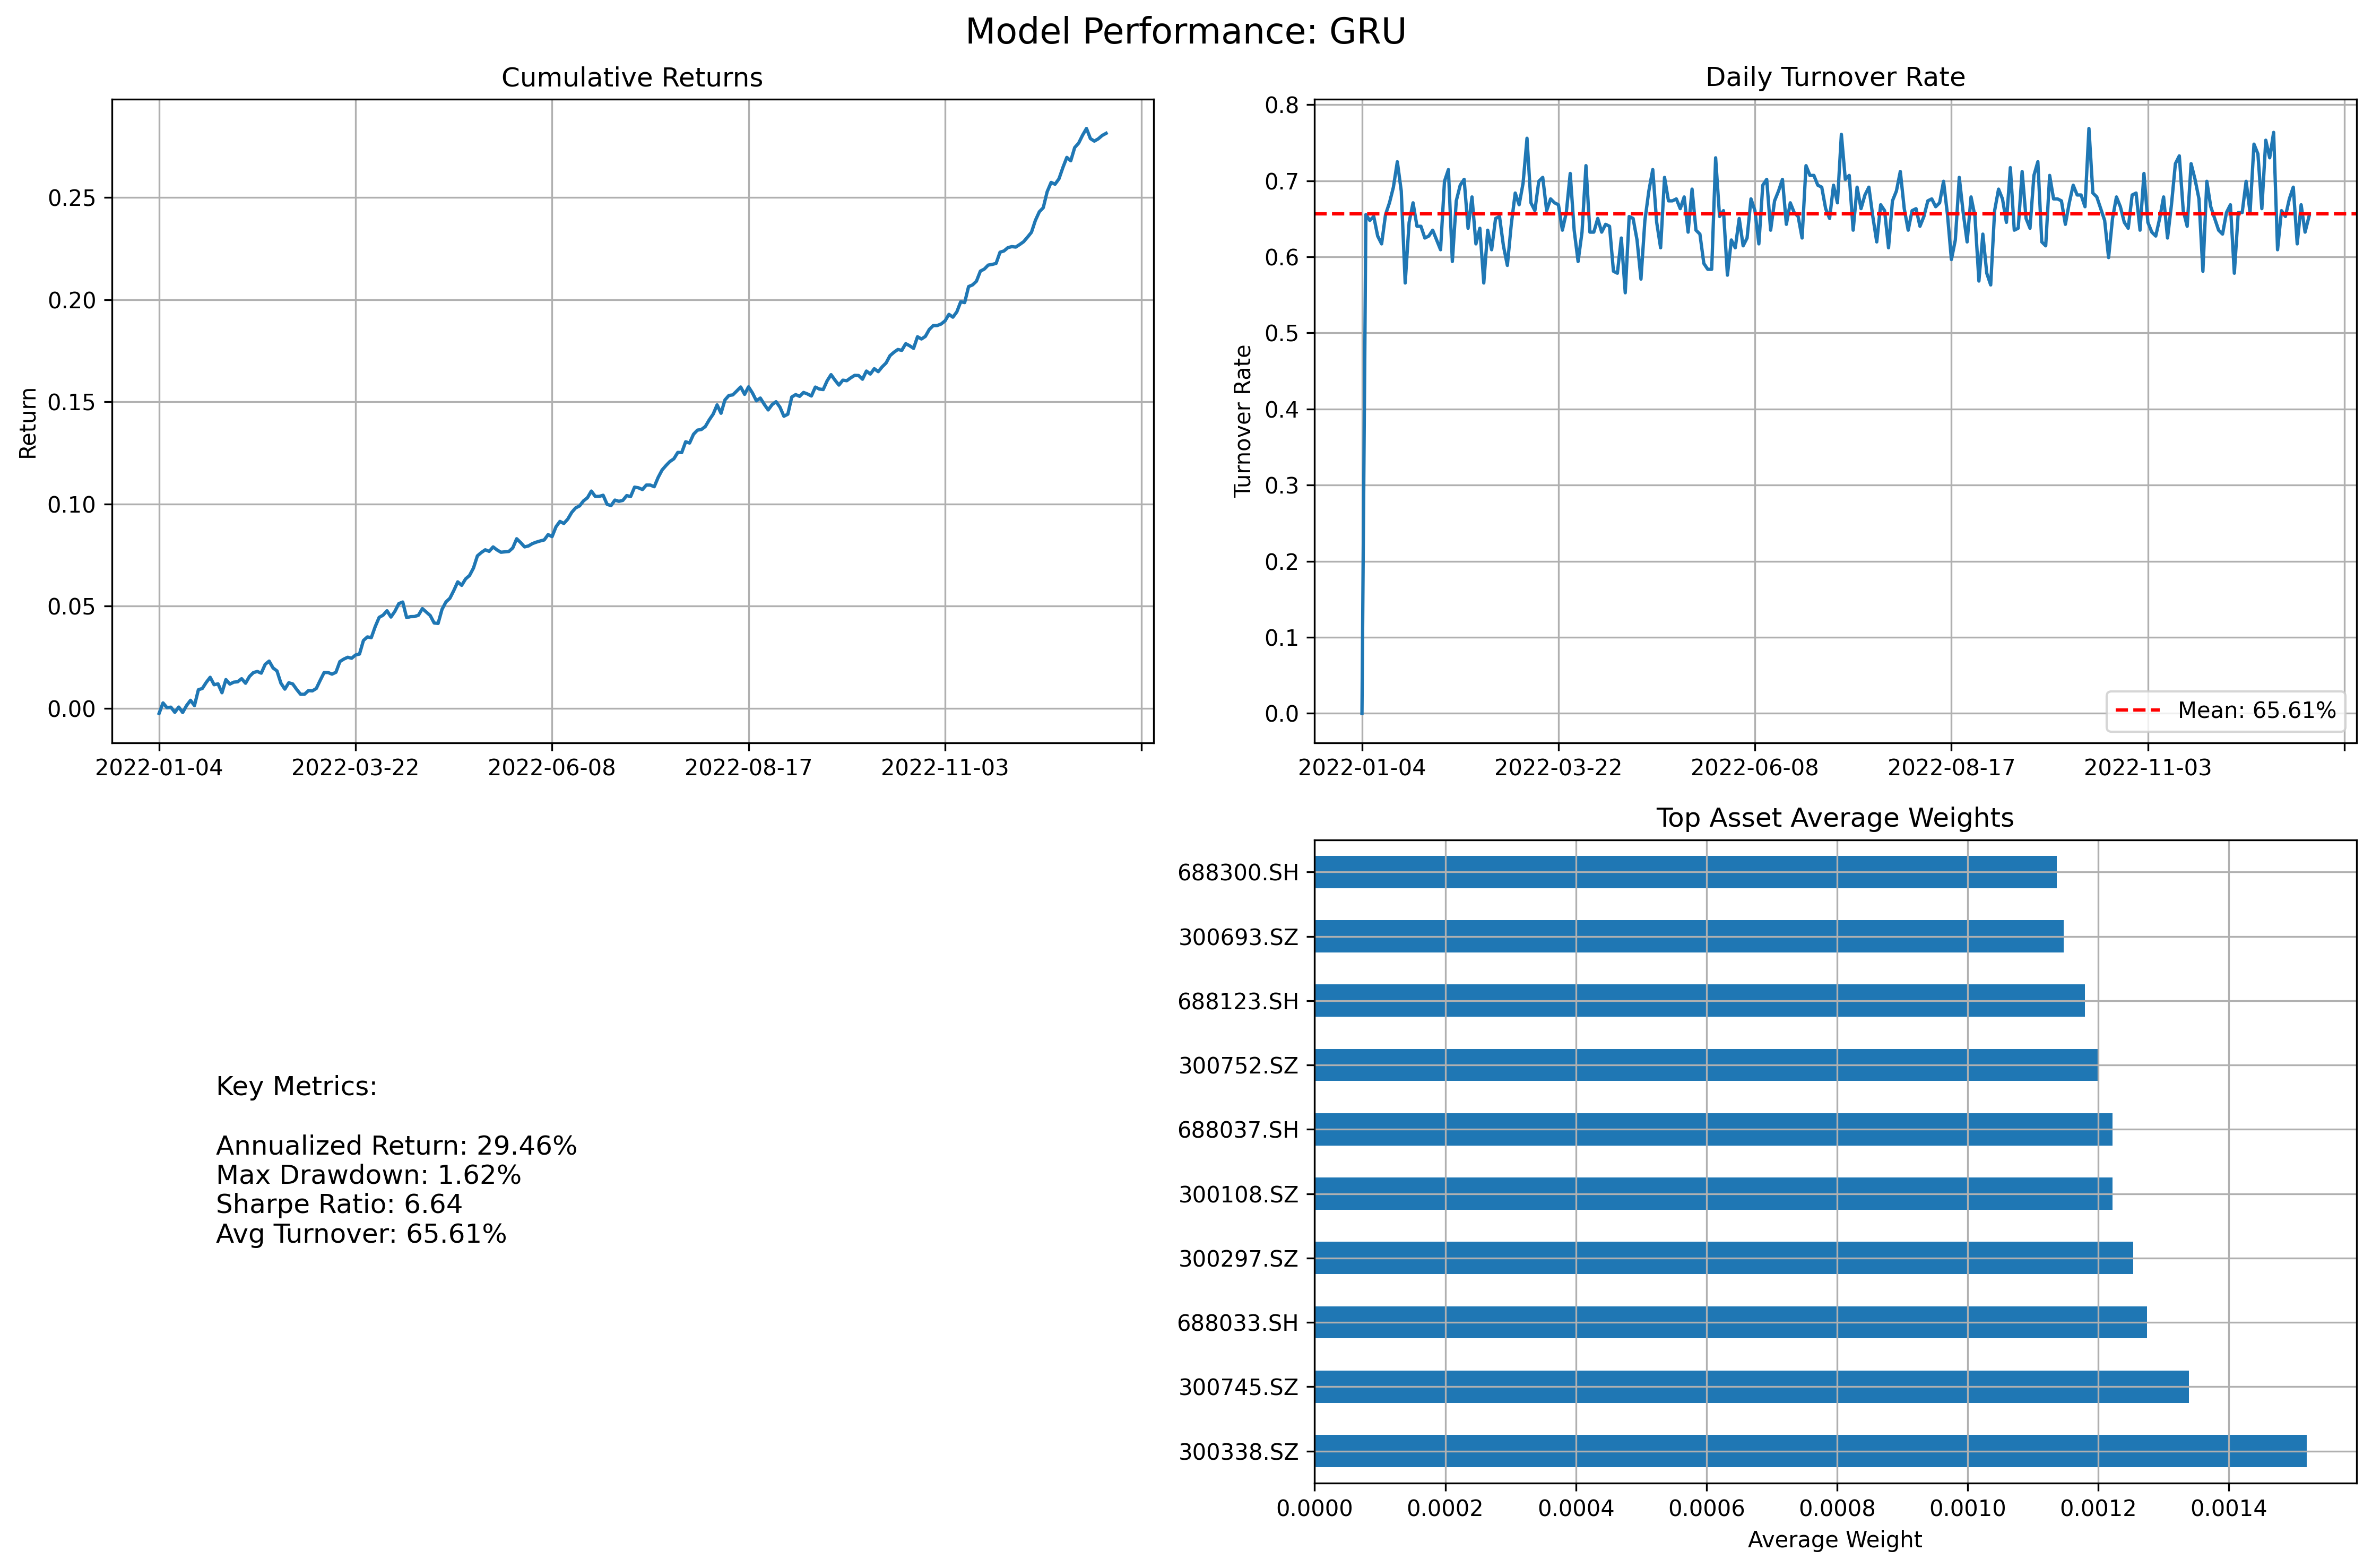 Model Performance: GRU
Cumulative Returns
Return
0.25
0.20
0.15
0.10
0.05
0.00
2022-01-04
2022-03-22
2022-06-08
2022-08-17
2022-11-03
Daily Turnover Rate
Turnover Rate
0.8
0.7
0.6
0.5
0.4
0.3
0.2
0.1
0.0
Mean: 65.61%
2022-01-04
2022-03-22
2022-06-08
2022-08-17
2022-11-03
Key Metrics:
Annualized Return: 29.46%
Max Drawdown: 1.62%
Sharpe Ratio: 6.64
Avg Turnover: 65.61%
Top Asset Average Weights
688300.SH
300693.SZ
688123.SH
300752.SZ
688037.SH
300108.SZ
300297.SZ
688033.SH
300745.SZ
300338.SZ
0.0000
0.0002
0.0004
0.0006
0.0008
0.0010
0.0012
0.0014
Average Weight